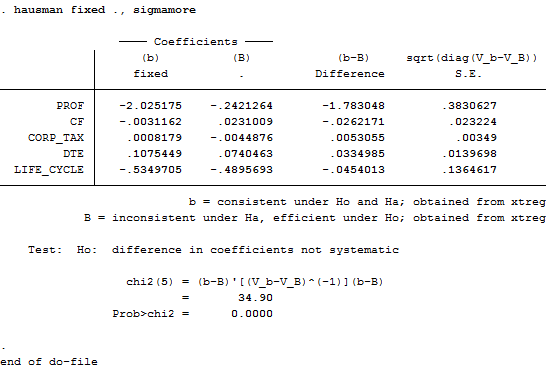 . hausman fixed ., sigmamore
Coefficients
(b) (B) (b-B) sqrt(diag(V_b-V_B))
fixed . Difference S.E.
PROF -2.025175 -.2421264 -1.783048 .3830627
CF -.0031162 .0231009 -.0262171 .023224
CORP_TAX .0008179 -.0044876 .0053055 .00349
DTE .1075449 .0740463 .0334985 .0139698
LIFE_CYCLE -.5349705 -.4895693 -.0454013 .1364617
b = consistent under Ho and Ha; obtained from xtreg
B = inconsistent under Ha, efficient under Ho; obtained from xtreg
Test: Ho: difference in coefficients not systematic
chi2(5) = (b-B)'[(V_b-V_B)^(-1)](b-B)
= 34.90
Prob>chi2 = 0.0000
.
end of do-file